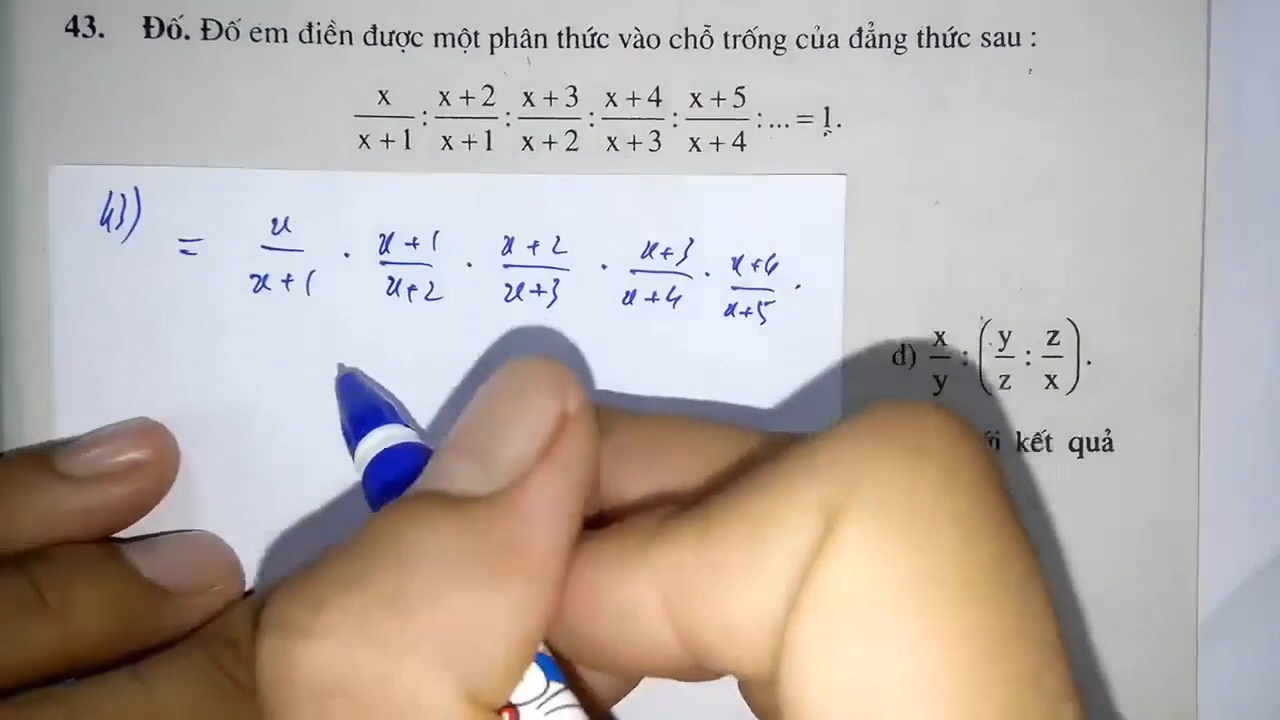 43. Đố. Đố em điền được một phân thức vào chỗ trống của đẳng thức sau :
x/(x+1) : (x+2)/(x+1) : (x+3)/(x+2) : (x+4)/(x+3) : (x+5)/(x+4) : ... = 1.
43) = x/(x+1) . (x+1)/(x+2) . (x+2)/(x+3) . (x+3)/(x+4) . (x+4)/(x+5) .
d) x/y : (y/z : z/x).
kết quả